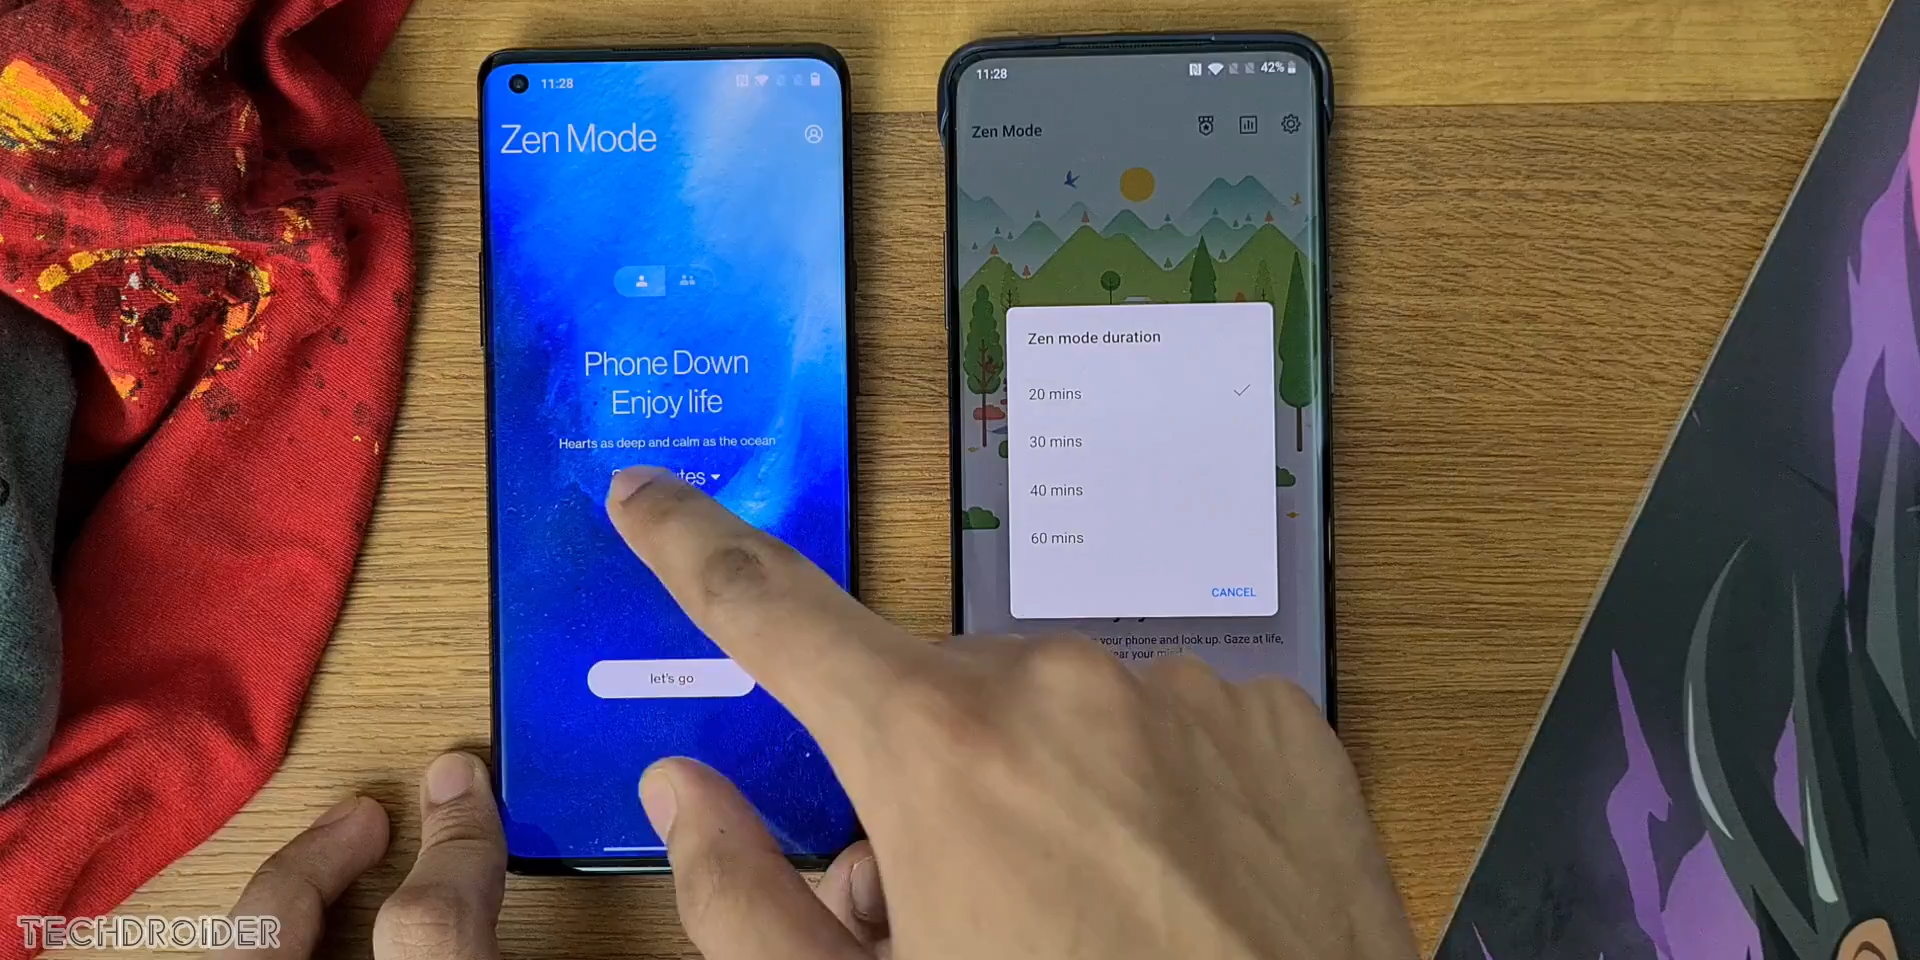 11:28
Zen Mode
Phone Down
Enjoy life
Hearts as deep and calm as the ocean
let's go
11:28
42%
Zen Mode
Zen mode duration
20 mins
30 mins
40 mins
60 mins
CANCEL
your phone and look up. Gaze at life,
your
TECHDROIDER